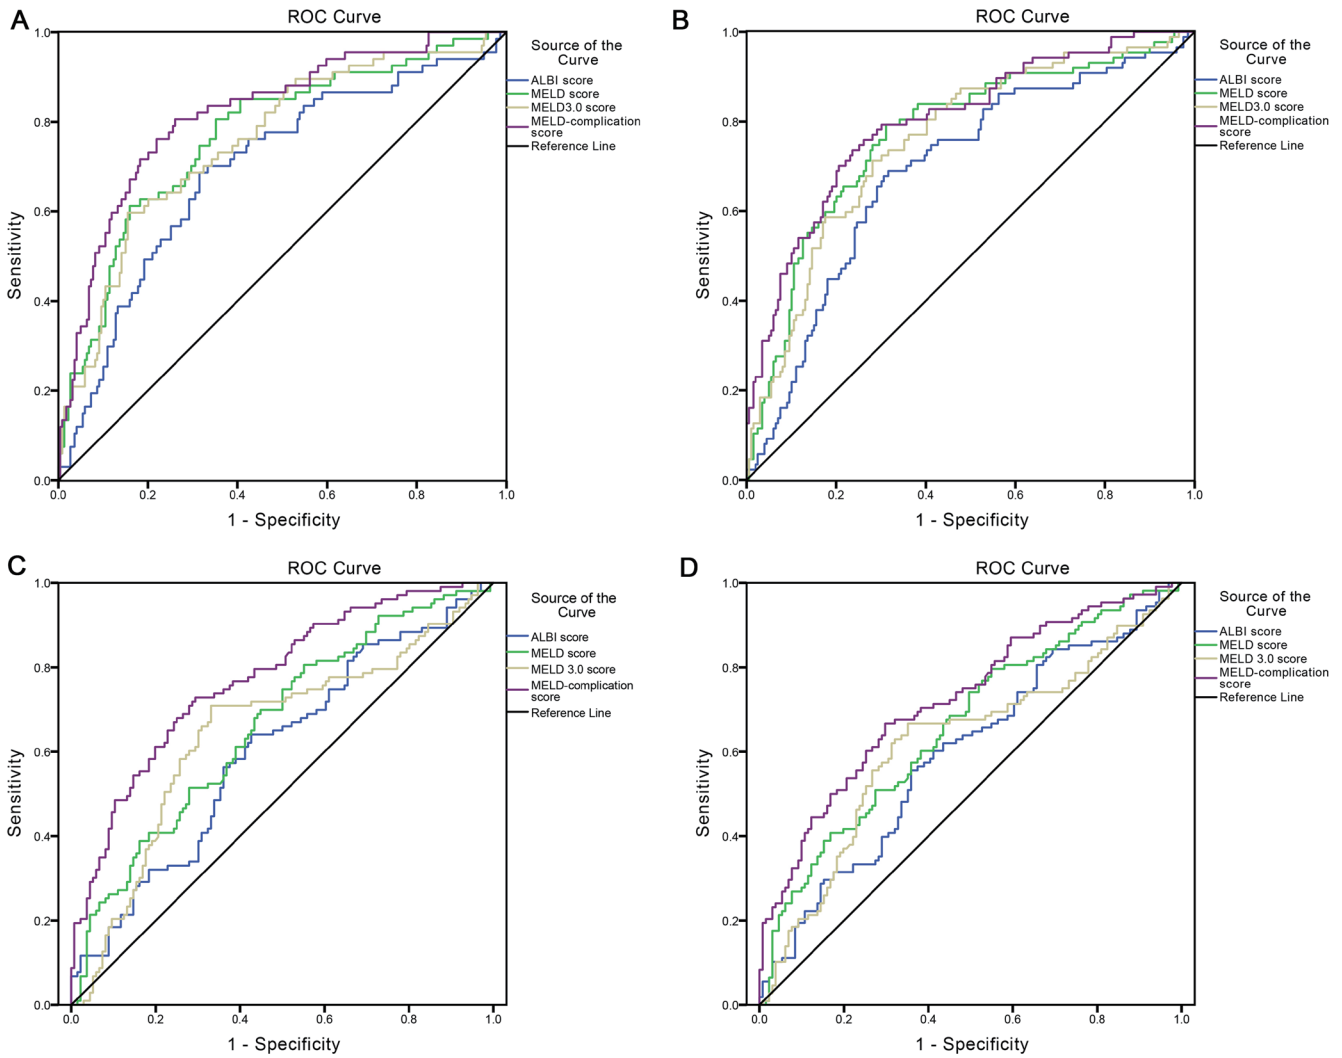 A
ROC Curve
1.0
0.8
0.6
0.4
0.2
0.0
Sensitivity
0.0 0.2 0.4 0.6 0.8 1.0
1 - Specificity
Source of the
Curve
ALBI score
MELD score
MELD3.0 score
MELD-complication
score
Reference Line
B
ROC Curve
1.0
0.8
0.6
0.4
0.2
0.0
Sensitivity
0.0 0.2 0.4 0.6 0.8 1.0
1 - Specificity
Source of the
Curve
ALBI score
MELD score
MELD3.0 score
MELD-complication
score
Reference Line
C
ROC Curve
1.0
0.8
0.6
0.4
0.2
0.0
Sensitivity
0.0 0.2 0.4 0.6 0.8 1.0
1 - Specificity
Source of the
Curve
ALBI score
MELD score
MELD 3.0 score
MELD-complication
score
Reference Line
D
ROC Curve
1.0
0.8
0.6
0.4
0.2
0.0
Sensitivity
0.0 0.2 0.4 0.6 0.8 1.0
1 - Specificity
Source of the
Curve
ALBI score
MELD score
MELD 3.0 score
MELD-complication
score
Reference Line